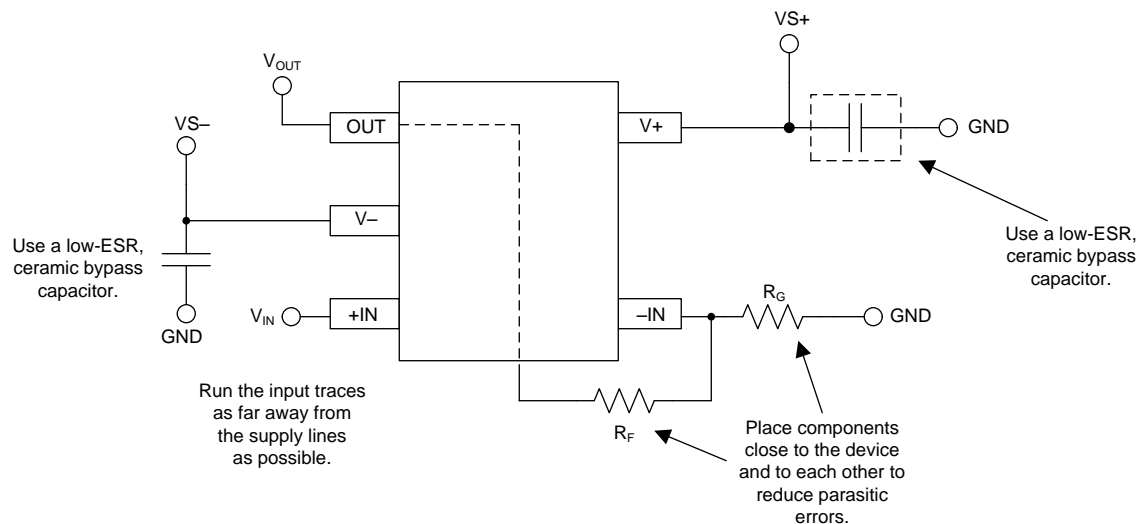 VS+
VOUT
OUT
V+
GND
VS–
V–
Use a low-ESR,
ceramic bypass
capacitor.
Use a low-ESR,
ceramic bypass
capacitor.
GND
VIN
+IN
–IN
RG
GND
Run the input traces
as far away from
the supply lines
as possible.
RF
Place components
close to the device
and to each other to
reduce parasitic
errors.